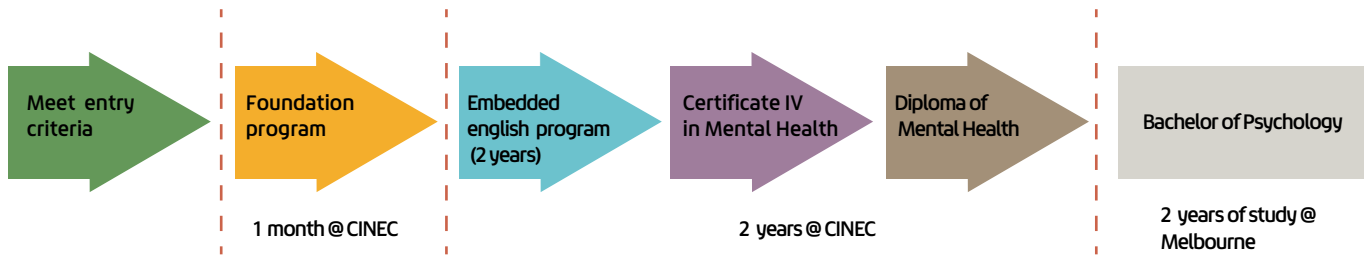 Meet entry
criteria
Foundation
program
Embedded
english program
(2 years)
Certificate IV
in Mental Health
Diploma of
Mental Health
Bachelor of Psychology
1 month @ CINEC
2 years @ CINEC
2 years of study @
Melbourne